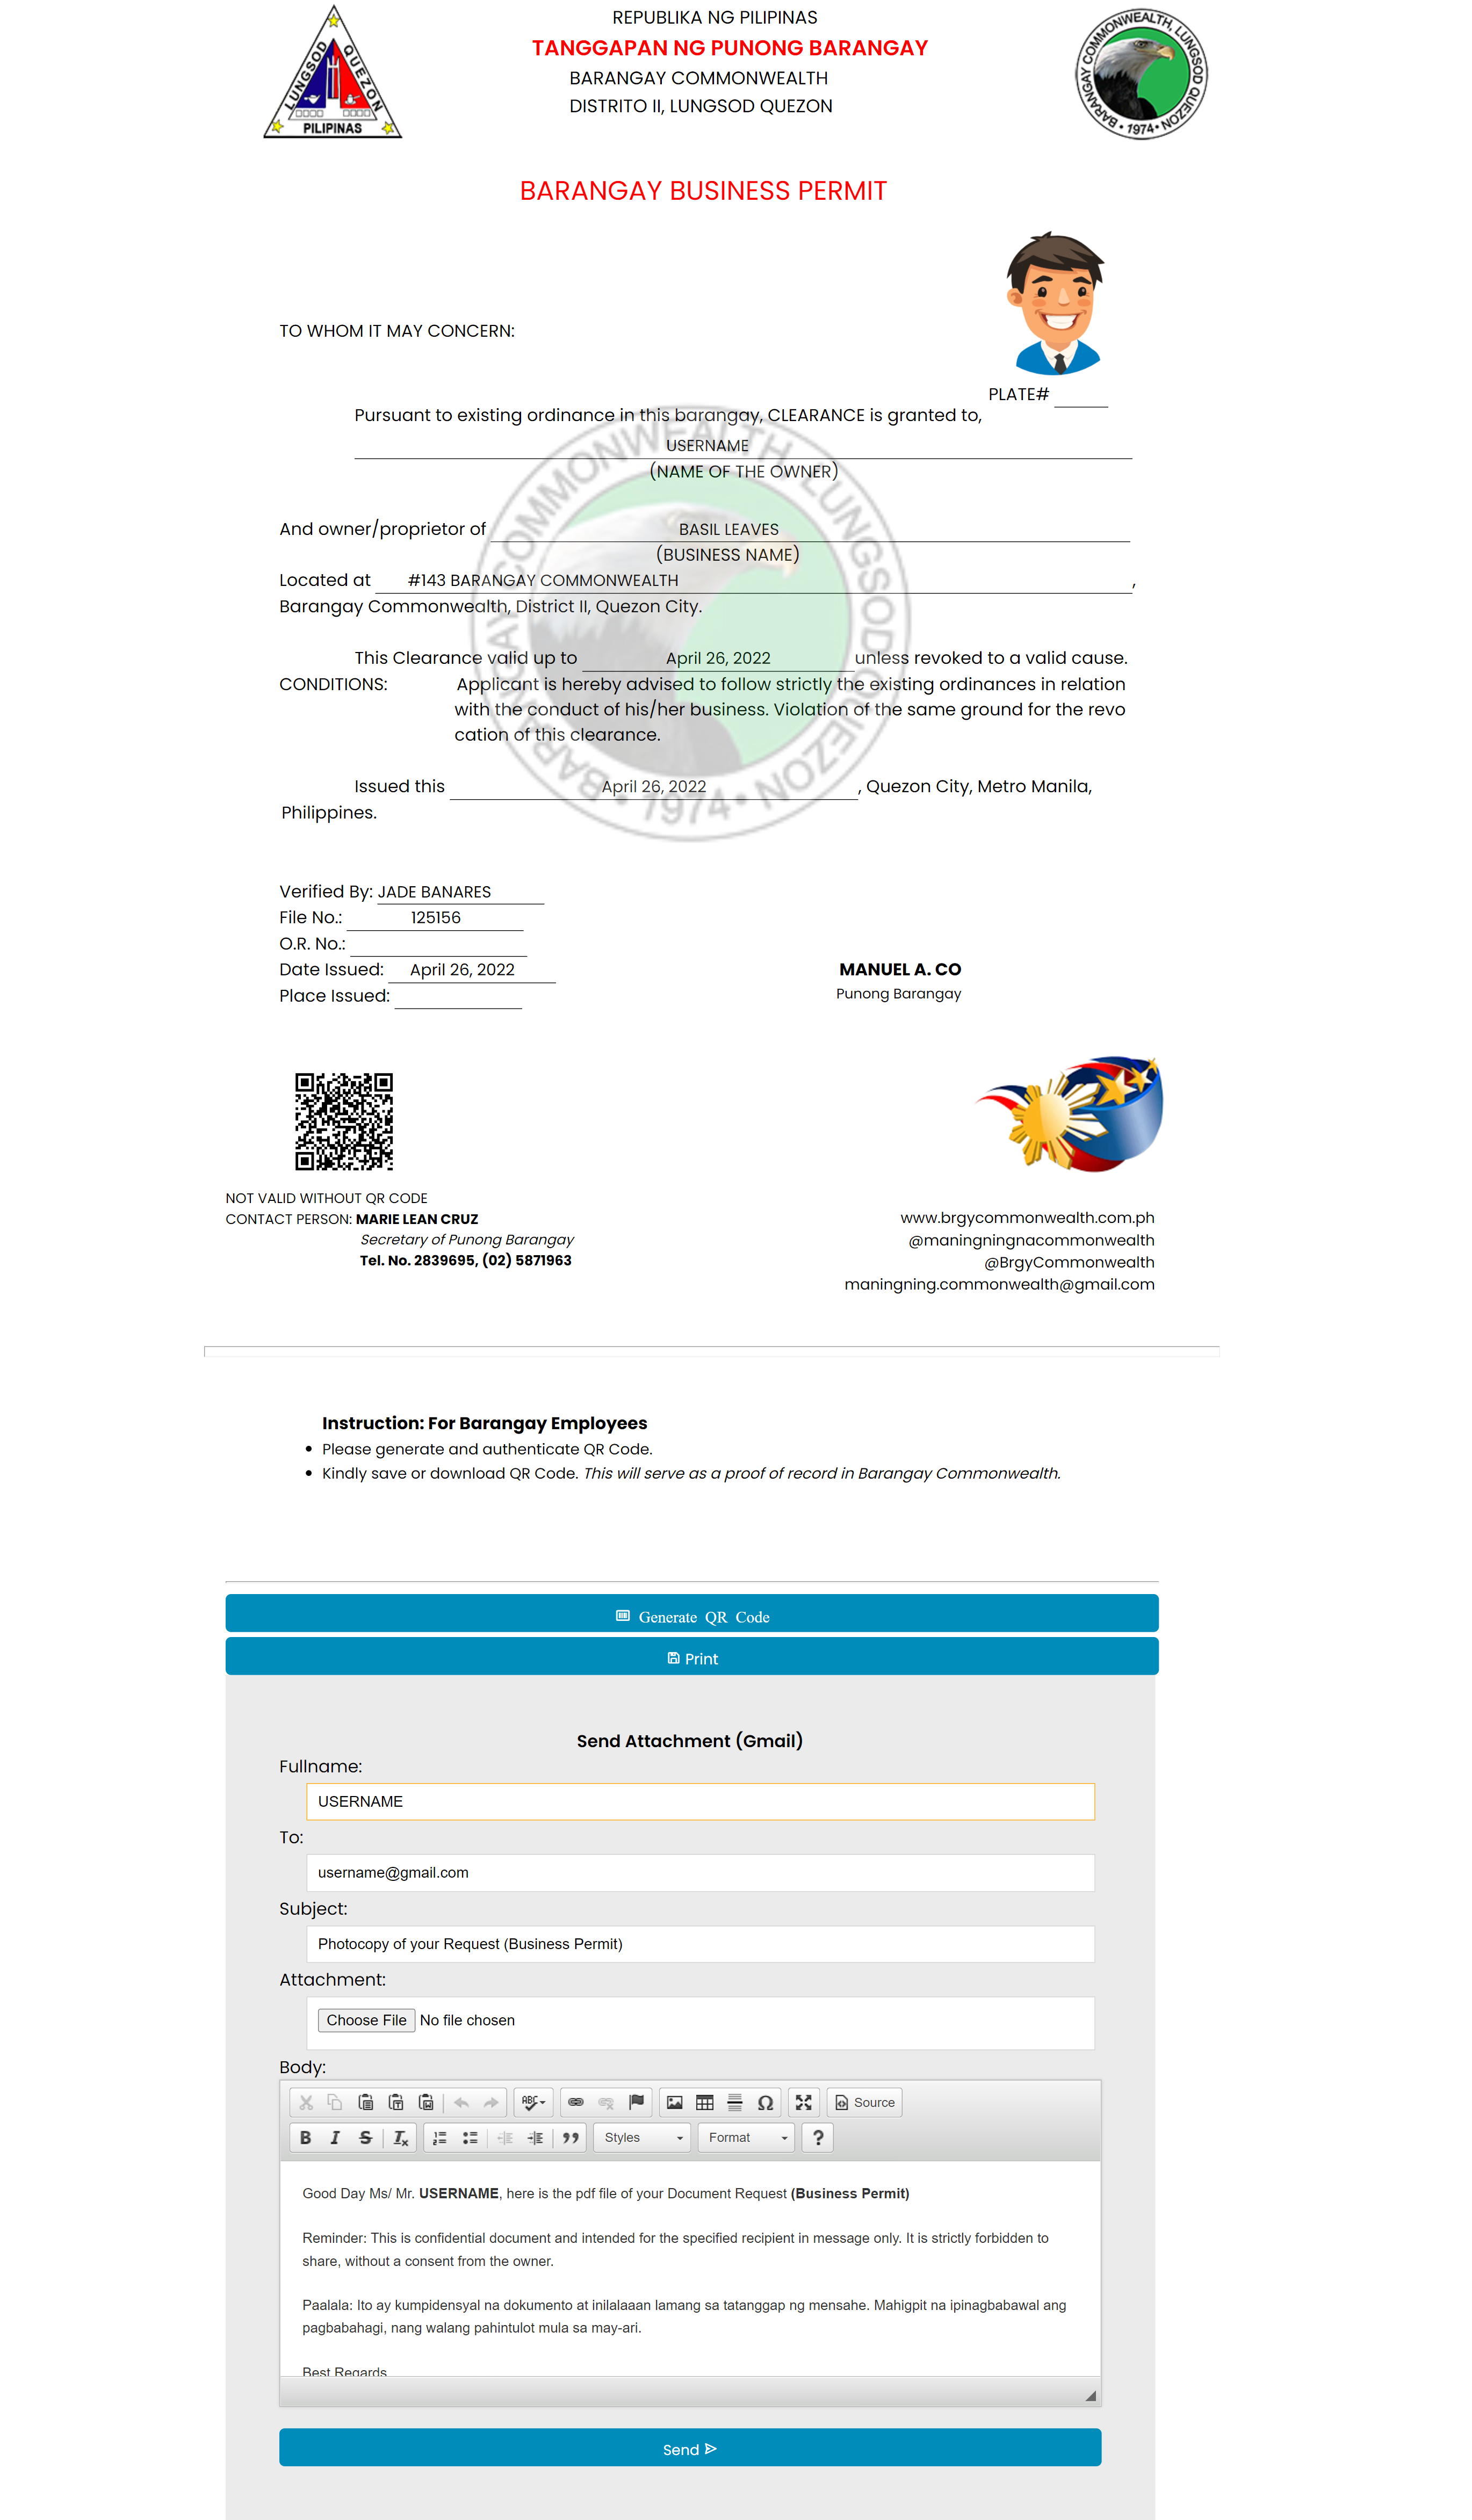 REPUBLIKA NG PILIPINAS
TANGGAPAN NG PUNONG BARANGAY
BARANGAY COMMONWEALTH
DISTRITO II, LUNGSOD QUEZON
LUNGSOD QUEZON
PILIPINAS
BARANGAY COMMONWEALTH, LUNGSOD QUEZON • 1974 •
BARANGAY BUSINESS PERMIT
TO WHOM IT MAY CONCERN:
PLATE#
Pursuant to existing ordinance in this barangay, CLEARANCE is granted to,
USERNAME
(NAME OF THE OWNER)
And owner/proprietor of BASIL LEAVES
(BUSINESS NAME)
Located at #143 BARANGAY COMMONWEALTH ,
Barangay Commonwealth, District II, Quezon City.
This Clearance valid up to April 26, 2022 unless revoked to a valid cause.
CONDITIONS: Applicant is hereby advised to follow strictly the existing ordinances in relation
with the conduct of his/her business. Violation of the same ground for the revo
cation of this clearance.
Issued this April 26, 2022 , Quezon City, Metro Manila,
Philippines.
BARANGAY COMMONWEALTH, LUNGSOD QUEZON • 1974 •
Verified By: JADE BANARES
File No.: 125156
O.R. No.:
Date Issued: April 26, 2022
Place Issued:
MANUEL A. CO
Punong Barangay
NOT VALID WITHOUT QR CODE
CONTACT PERSON: MARIE LEAN CRUZ
Secretary of Punong Barangay
Tel. No. 2839695, (02) 5871963
www.brgycommonwealth.com.ph
@maningningnacommonwealth
@BrgyCommonwealth
maningning.commonwealth@gmail.com
Instruction: For Barangay Employees
• Please generate and authenticate QR Code.
• Kindly save or download QR Code. This will serve as a proof of record in Barangay Commonwealth.
Generate QR Code
Print
Send Attachment (Gmail)
Fullname:
USERNAME
To:
username@gmail.com
Subject:
Photocopy of your Request (Business Permit)
Attachment:
Choose File No file chosen
Body:
ABC Ω Source
B I S Tx Styles Format ?
Good Day Ms/ Mr. USERNAME, here is the pdf file of your Document Request (Business Permit)
Reminder: This is confidential document and intended for the specified recipient in message only. It is strictly forbidden to
share, without a consent from the owner.
Paalala: Ito ay kumpidensyal na dokumento at inilalaaan lamang sa tatanggap ng mensahe. Mahigpit na ipinagbabawal ang
pagbabahagi, nang walang pahintulot mula sa may-ari.
Best Regards
Send